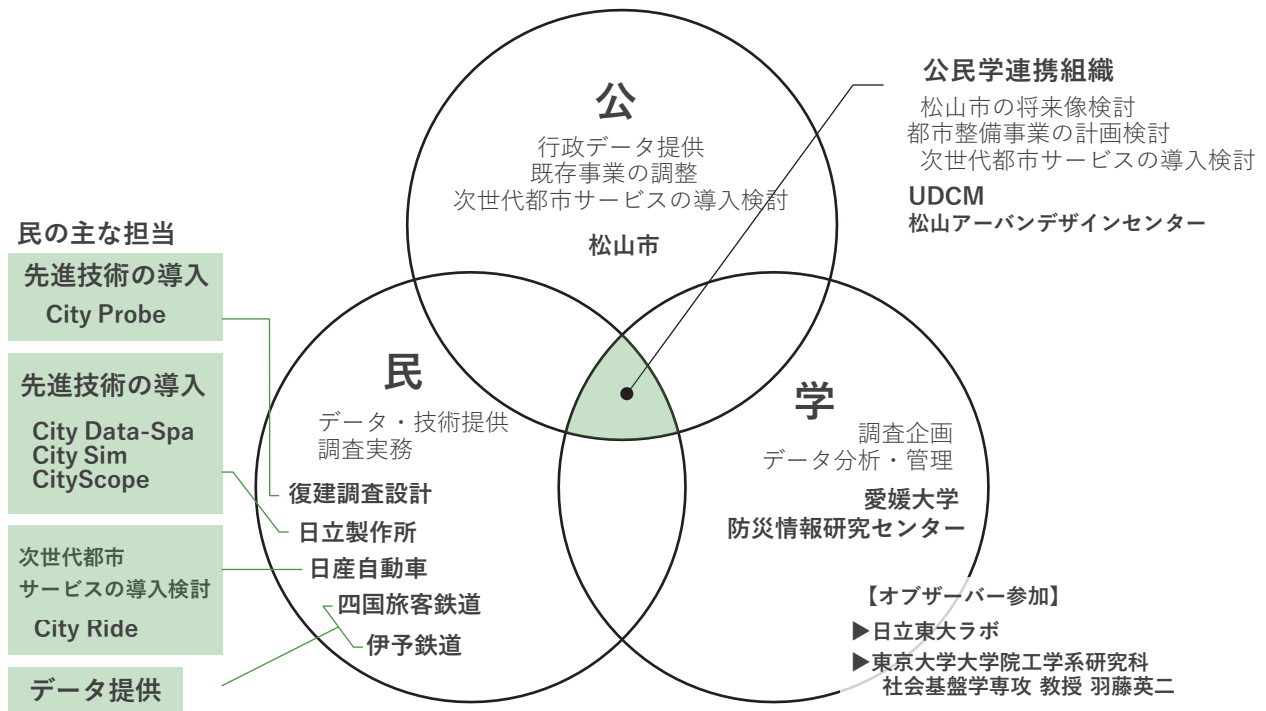 公
行政データ提供
既存事業の調整
次世代都市サービスの導入検討
松山市
公民学連携組織
松山市の将来像検討
都市整備事業の計画検討
次世代都市サービスの導入検討
UDCM
松山アーバンデザインセンター
民の主な担当
先進技術の導入
City Probe
先進技術の導入
City Data-Spa
City Sim
CityScope
次世代都市
サービスの導入検討
City Ride
データ提供
民
データ・技術提供
調査実務
復建調査設計
日立製作所
日産自動車
四国旅客鉄道
伊予鉄道
学
調査企画
データ分析・管理
愛媛大学
防災情報研究センター
【オブザーバー参加】
▶日立東大ラボ
▶東京大学大学院工学系研究科
社会基盤学専攻 教授 羽藤英二